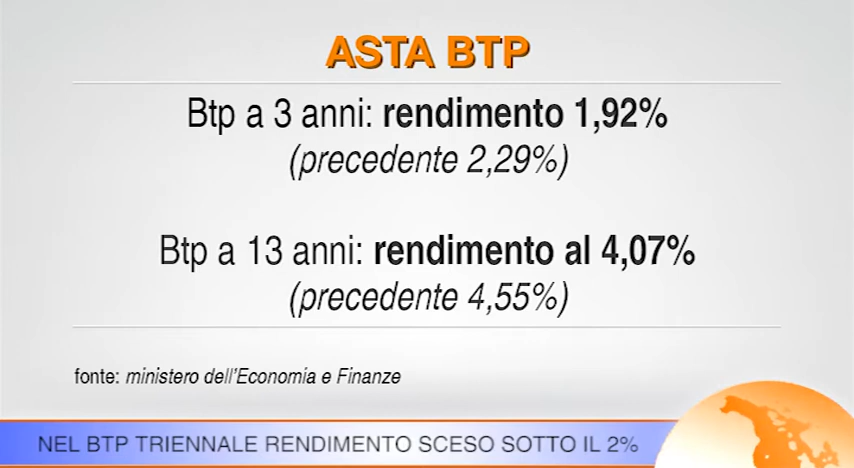 ASTA BTP
Btp a 3 anni: rendimento 1,92%
(precedente 2,29%)
Btp a 13 anni: rendimento al 4,07%
(precedente 4,55%)
fonte: ministero dell'Economia e Finanze
NEL BTP TRIENNALE RENDIMENTO SCESO SOTTO IL 2%